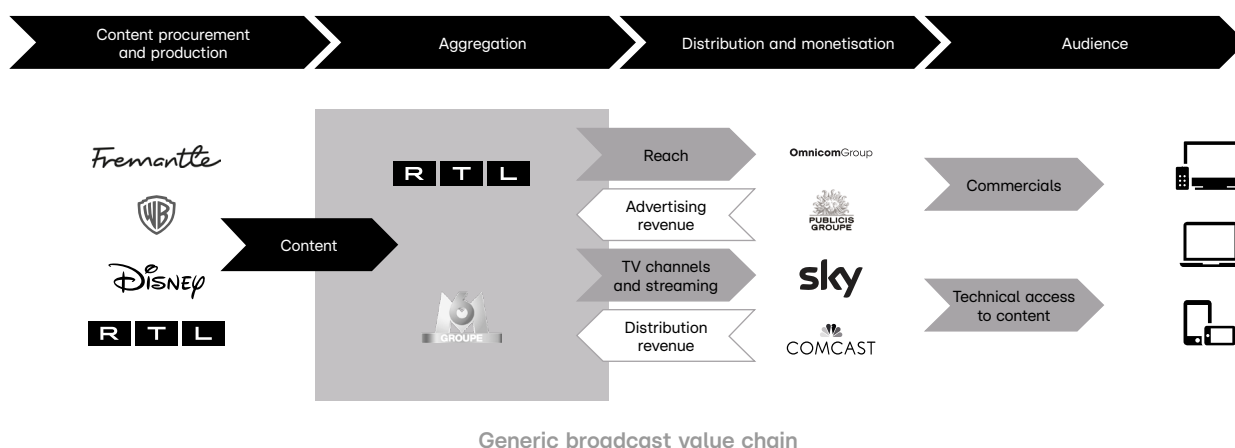 Content procurement
and production
Aggregation
Distribution and monetisation
Audience
Fremantle
WB
Disney
RTL
Content
RTL
M6
GROUPE
Reach
Advertising
revenue
TV channels
and streaming
Distribution
revenue
OmnicomGroup
PUBLICIS
GROUPE
sky
COMCAST
Commercials
Technical access
to content
Generic broadcast value chain